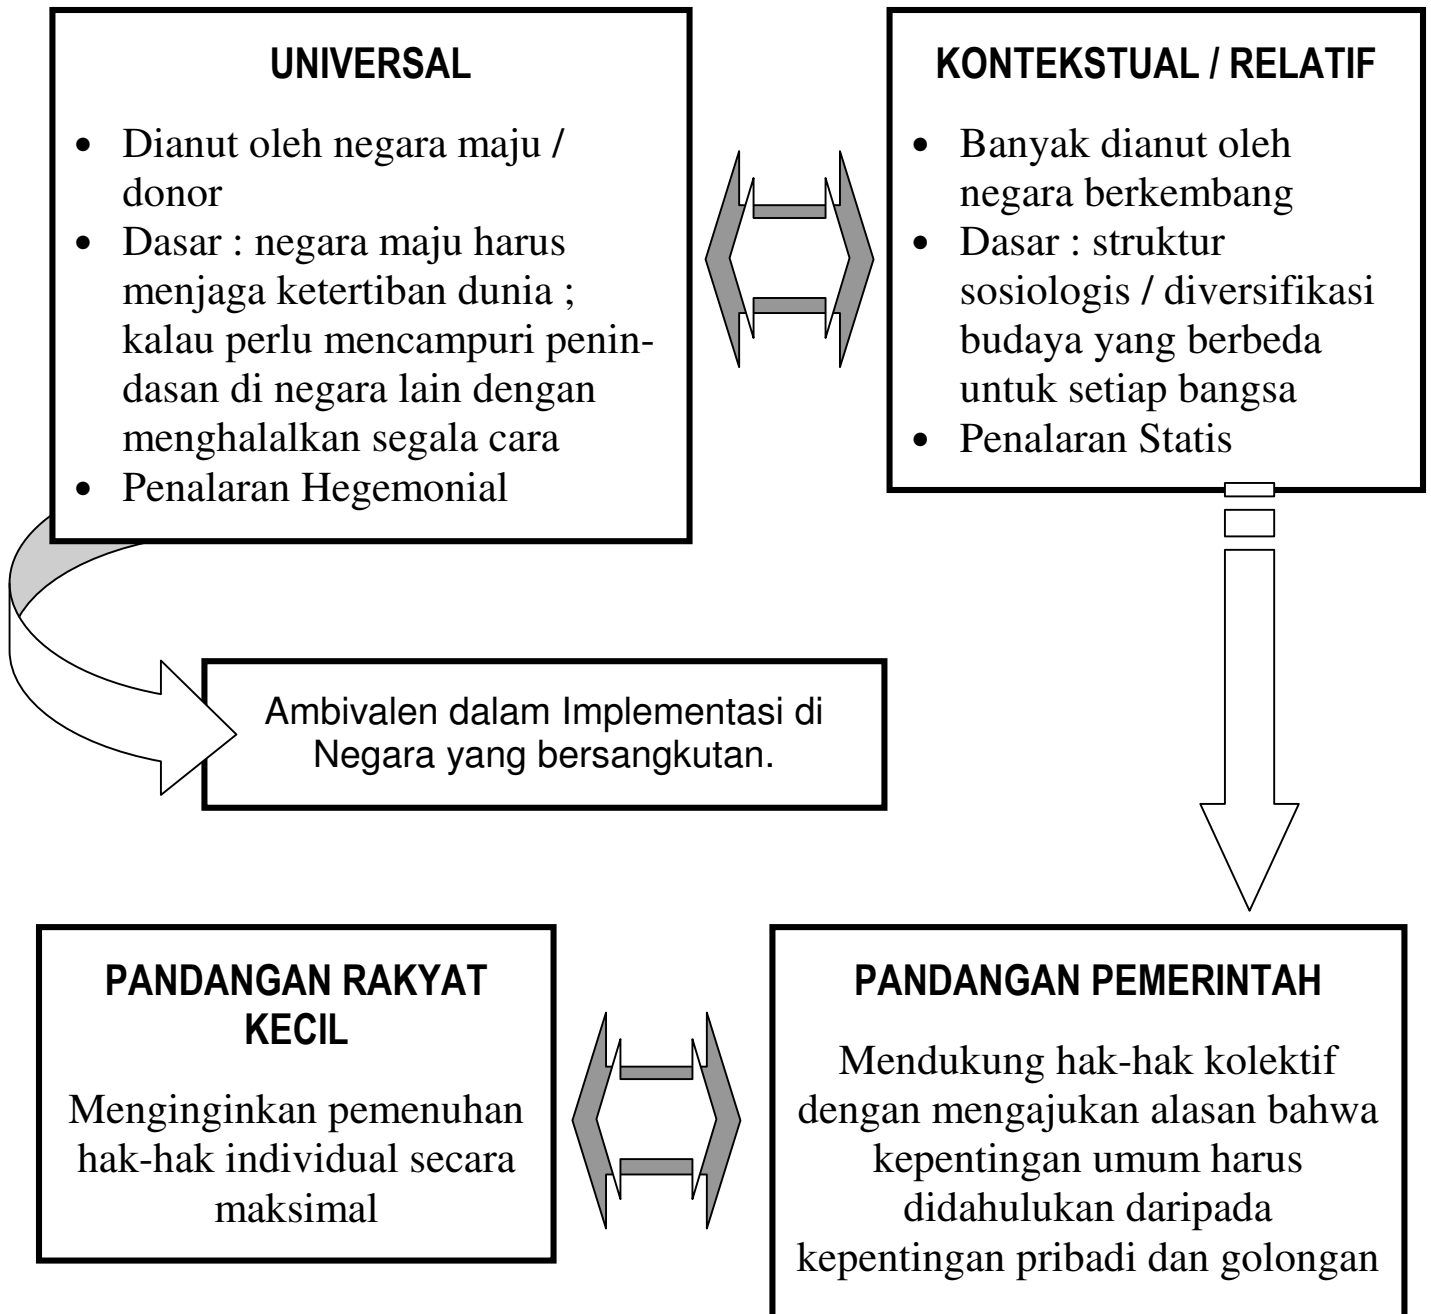 UNIVERSAL
• Dianut oleh negara maju /
donor
• Dasar : negara maju harus
menjaga ketertiban dunia ;
kalau perlu mencampuri penin-
dasan di negara lain dengan
menghalalkan segala cara
• Penalaran Hegemonial
KONTEKSTUAL / RELATIF
• Banyak dianut oleh
negara berkembang
• Dasar : struktur
sosiologis / diversifikasi
budaya yang berbeda
untuk setiap bangsa
• Penalaran Statis
Ambivalen dalam Implementasi di
Negara yang bersangkutan.
PANDANGAN RAKYAT
KECIL
Menginginkan pemenuhan
hak-hak individual secara
maksimal
PANDANGAN PEMERINTAH
Mendukung hak-hak kolektif
dengan mengajukan alasan bahwa
kepentingan umum harus
didahulukan daripada
kepentingan pribadi dan golongan